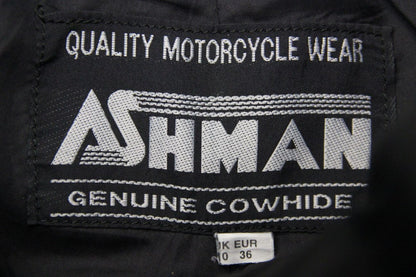 QUALITY MOTORCYCLE WEAR
ASHMAN
GENUINE COWHIDE
EUR
36